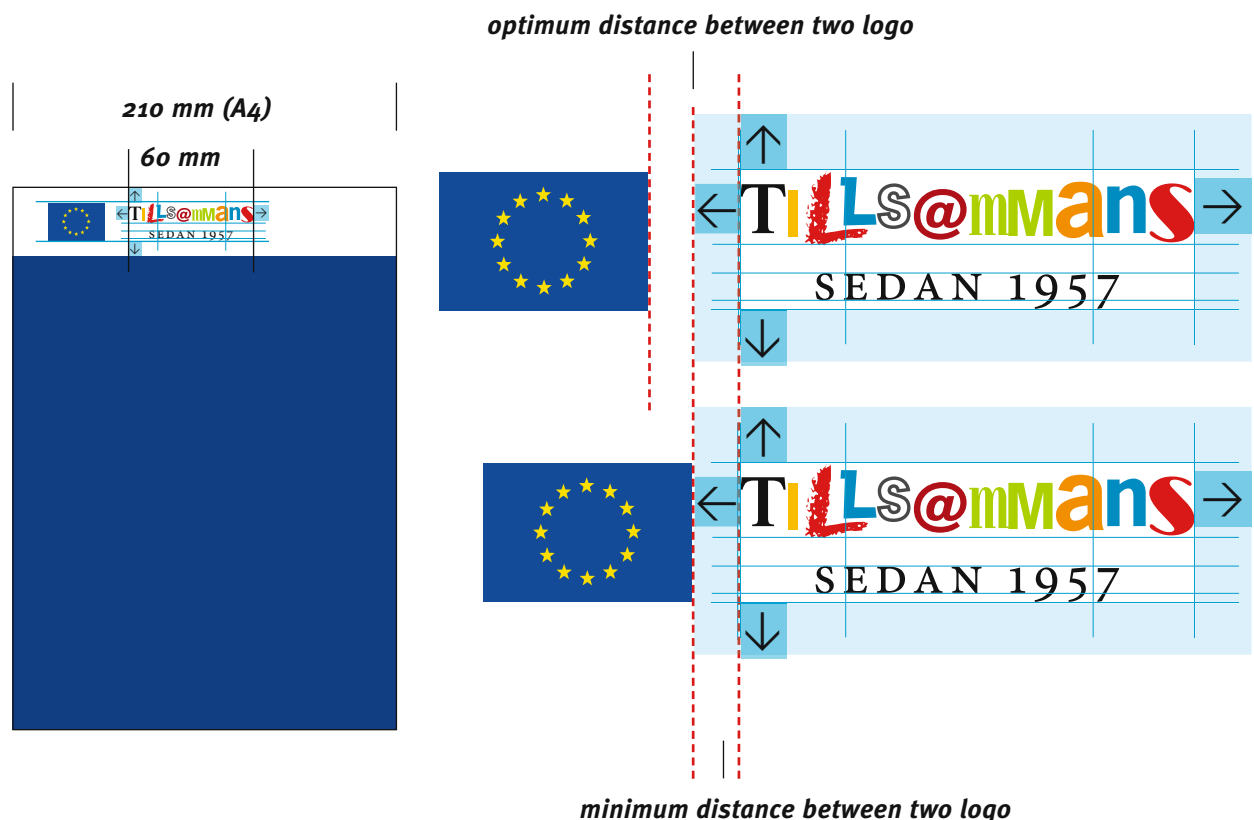 optimum distance between two logo
210 mm (A4)
60 mm
TiLLS@mMans
SEDAN 1957
TiLLS@mMans
SEDAN 1957
TiLLS@mMans
SEDAN 1957
minimum distance between two logo